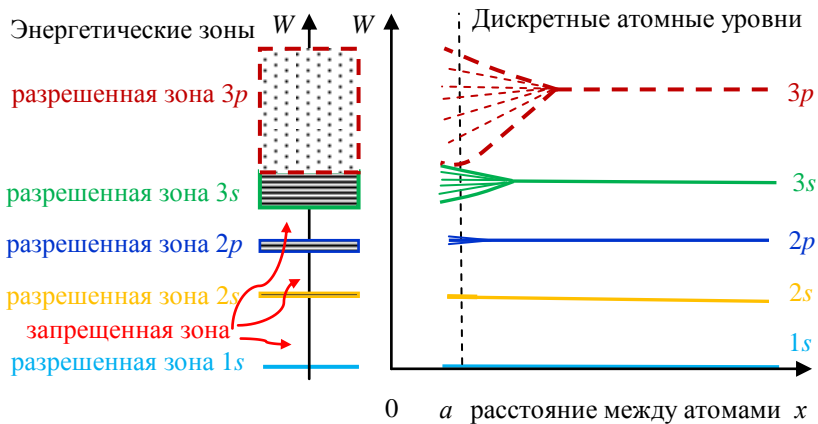 Энергетические зоны
W
W
Дискретные атомные уровни
разрешенная зона 3p
3p
разрешенная зона 3s
3s
разрешенная зона 2p
2p
разрешенная зона 2s
2s
запрещенная зона
разрешенная зона 1s
1s
0 a расстояние между атомами x